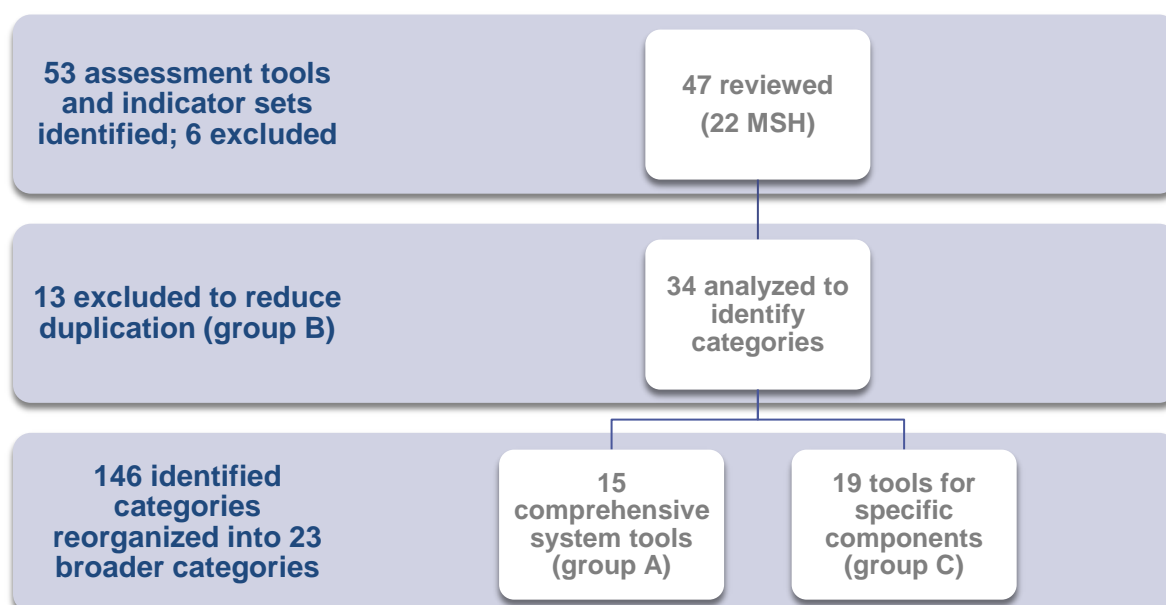 53 assessment tools
and indicator sets
identified; 6 excluded
47 reviewed
(22 MSH)
13 excluded to reduce
duplication (group B)
34 analyzed to
identify
categories
146 identified
categories
reorganized into 23
broader categories
15
comprehensive
system tools
(group A)
19 tools for
specific
components
(group C)